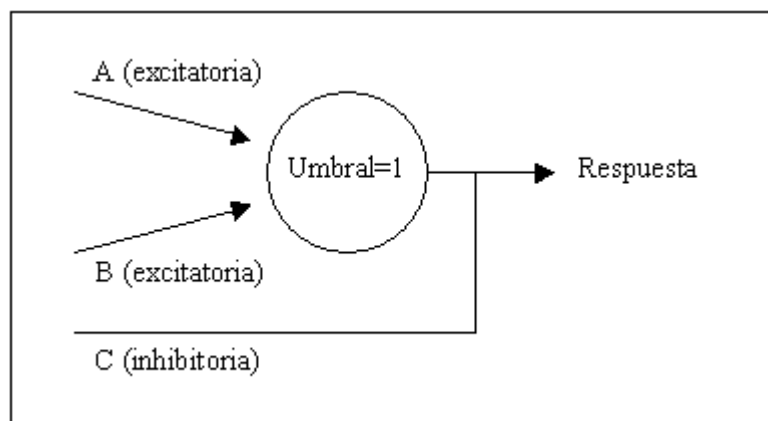 A (excitatoria)
Umbral=1
Respuesta
B (excitatoria)
C (inhibitoria)